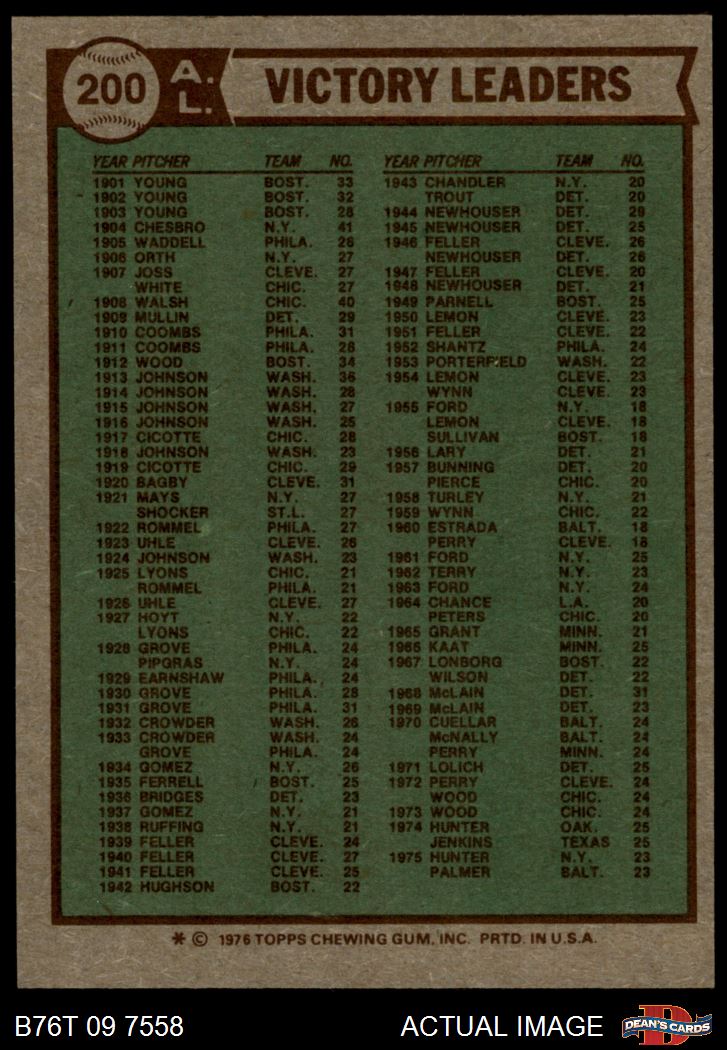 200 A.L. VICTORY LEADERS
YEAR PITCHER TEAM NO.
1901 YOUNG BOST. 33
1902 YOUNG BOST. 32
1903 YOUNG BOST. 28
1904 CHESBRO N.Y. 41
1905 WADDELL PHILA. 26
1906 ORTH N.Y. 27
1907 JOSS CLEVE. 27
WHITE CHIC. 27
1908 WALSH CHIC. 40
1909 MULLIN DET. 29
1910 COOMBS PHILA. 31
1911 COOMBS PHILA. 28
1912 WOOD BOST. 34
1913 JOHNSON WASH. 36
1914 JOHNSON WASH. 28
1915 JOHNSON WASH. 27
1916 JOHNSON WASH. 25
1917 CICOTTE CHIC. 28
1918 JOHNSON WASH. 23
1919 CICOTTE CHIC. 29
1920 BAGBY CLEVE. 31
1921 MAYS N.Y. 27
SHOCKER ST.L. 27
1922 ROMMEL PHILA. 27
1923 UHLE CLEVE. 26
1924 JOHNSON WASH. 23
1925 LYONS CHIC. 21
ROMMEL PHILA. 21
1926 UHLE CLEVE. 27
1927 HOYT N.Y. 22
LYONS CHIC. 22
1928 GROVE PHILA. 24
PIPGRAS N.Y. 24
1929 EARNSHAW PHILA. 24
1930 GROVE PHILA. 28
1931 GROVE PHILA. 31
1932 CROWDER WASH. 26
1933 CROWDER WASH. 24
GROVE PHILA. 24
1934 GOMEZ N.Y. 26
1935 FERRELL BOST. 25
1936 BRIDGES DET. 23
1937 GOMEZ N.Y. 21
1938 RUFFING N.Y. 21
1939 FELLER CLEVE. 24
1940 FELLER CLEVE. 27
1941 FELLER CLEVE. 25
1942 HUGHSON BOST. 22
YEAR PITCHER TEAM NO.
1943 CHANDLER N.Y. 20
TROUT DET. 20
1944 NEWHOUSER DET. 29
1945 NEWHOUSER DET. 25
1946 FELLER CLEVE. 26
NEWHOUSER DET. 26
1947 FELLER CLEVE. 20
1948 NEWHOUSER DET. 21
1949 PARNELL BOST. 25
1950 LEMON CLEVE. 23
1951 FELLER CLEVE. 22
1952 SHANTZ PHILA. 24
1953 PORTERFIELD WASH. 22
1954 LEMON CLEVE. 23
WYNN CLEVE. 23
1955 FORD N.Y. 18
LEMON CLEVE. 18
SULLIVAN BOST. 18
1956 LARY DET. 21
1957 BUNNING DET. 20
PIERCE CHIC. 20
1958 TURLEY N.Y. 21
1959 WYNN CHIC. 22
1960 ESTRADA BALT. 18
PERRY CLEVE. 18
1961 FORD N.Y. 25
1962 TERRY N.Y. 23
1963 FORD N.Y. 24
1964 CHANCE L.A. 20
PETERS CHIC. 20
1965 GRANT MINN. 21
1966 KAAT MINN. 25
1967 LONBORG BOST. 22
WILSON DET. 22
1968 McLAIN DET. 31
1969 McLAIN DET. 23
1970 CUELLAR BALT. 24
McNALLY BALT. 24
PERRY MINN. 24
1971 LOLICH DET. 25
1972 PERRY CLEVE. 24
WOOD CHIC. 24
1973 WOOD CHIC. 24
1974 HUNTER OAK. 25
JENKINS TEXAS 25
1975 HUNTER N.Y. 23
PALMER BALT. 23
* © 1976 TOPPS CHEWING GUM, INC. PRTD. IN U.S.A.
B76T 09 7558 ACTUAL IMAGE
D DEAN'S CARDS